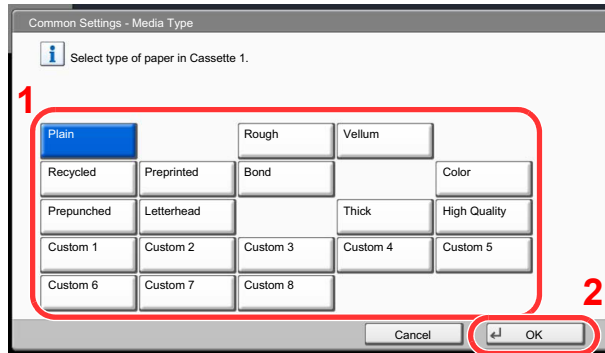 Common Settings - Media Type
i Select type of paper in Cassette 1.
1
Plain Rough Vellum
Recycled Preprinted Bond Color
Prepunched Letterhead Thick High Quality
Custom 1 Custom 2 Custom 3 Custom 4 Custom 5
Custom 6 Custom 7 Custom 8
2
Cancel OK